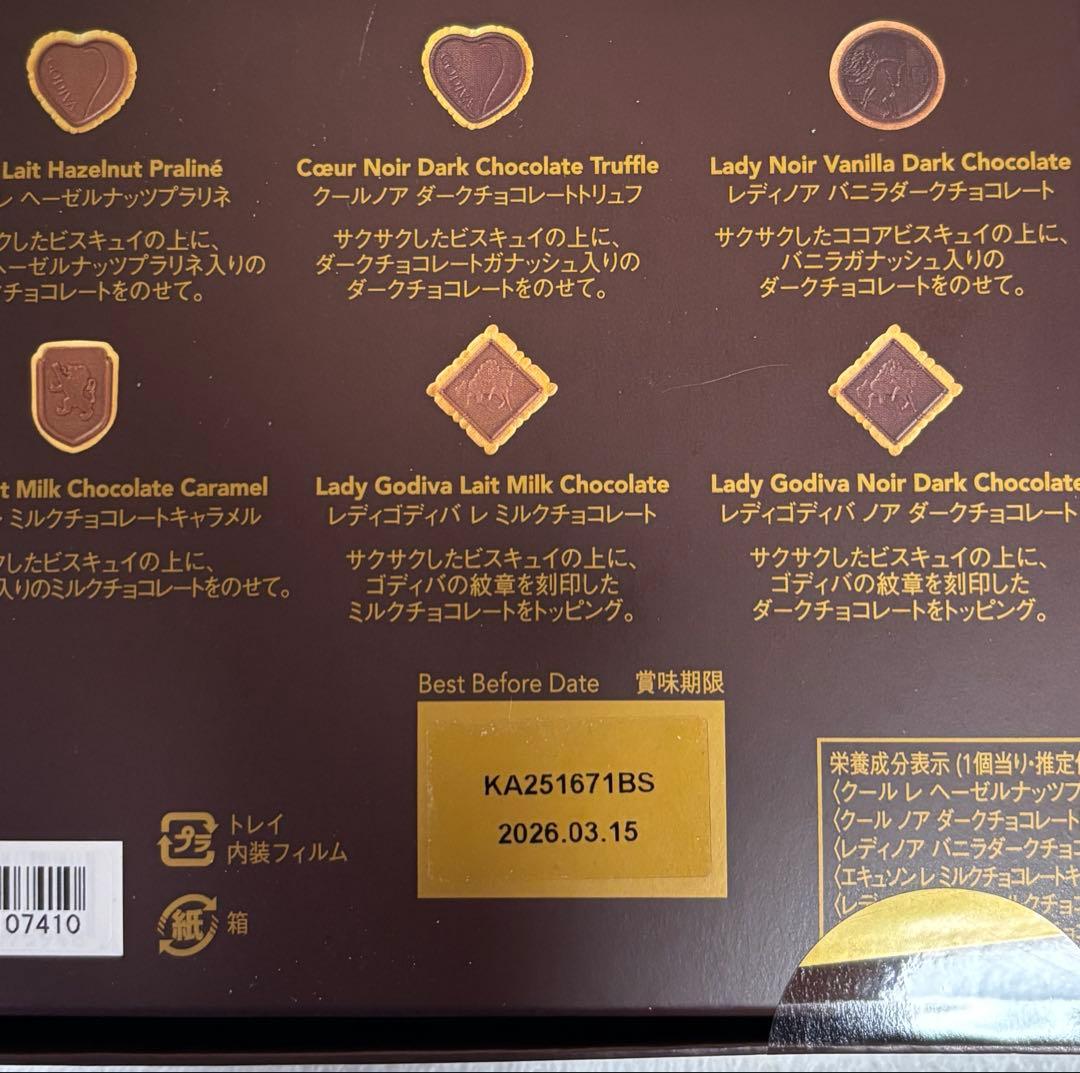 GODIVA
GODIVA
Lait Hazelnut Praliné
レ ヘーゼルナッツプラリネ
クしたビスキュイの上に、
ヘーゼルナッツプラリネ入りの
チョコレートをのせて。
Cœur Noir Dark Chocolate Truffle
クールノア ダークチョコレートトリュフ
サクサクしたビスキュイの上に、
ダークチョコレートガナッシュ入りの
ダークチョコレートをのせて。
Lady Noir Vanilla Dark Chocolate
レディノア バニラダークチョコレート
サクサクしたココアビスキュイの上に、
バニラガナッシュ入りの
ダークチョコレートをのせて。
t Milk Chocolate Caramel
ミルクチョコレートキャラメル
クしたビスキュイの上に、
入りのミルクチョコレートをのせて。
Lady Godiva Lait Milk Chocolate
レディゴディバ レ ミルクチョコレート
サクサクしたビスキュイの上に、
ゴディバの紋章を刻印した
ミルクチョコレートをトッピング。
Lady Godiva Noir Dark Chocolate
レディゴディバ ノア ダークチョコレート
サクサクしたビスキュイの上に、
ゴディバの紋章を刻印した
ダークチョコレートをトッピング。
Best Before Date 賞味期限
KA251671BS
2026.03.15
プラ
トレイ
内装フィルム
紙
箱
07410
栄養成分表示 (1個当り・推定
〈クール レ ヘーゼルナッツプ
〈クール ノア ダークチョコレート
〈レディノア バニラダークチョコ
〈エキュソン レ ミルクチョコレートキ